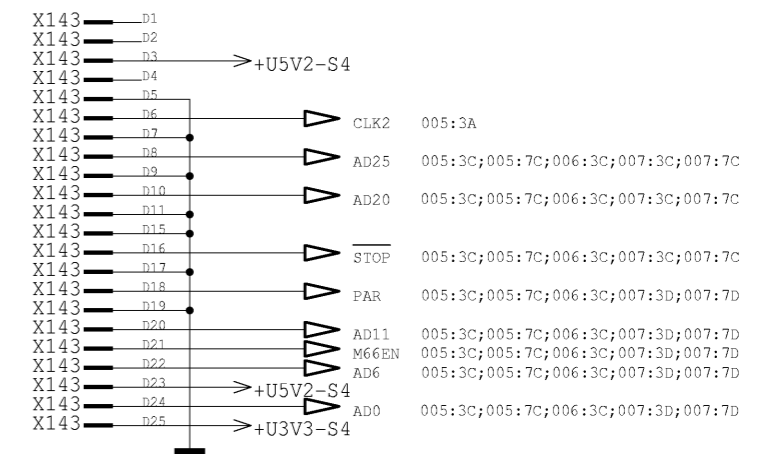 X143 D1
X143 D2
X143 D3 +U5V2-S4
X143 D4
X143 D5
X143 D6 CLK2 005:3A
X143 D7
X143 D8 AD25 005:3C;005:7C;006:3C;007:3C;007:7C
X143 D9
X143 D10 AD20 005:3C;005:7C;006:3C;007:3C;007:7C
X143 D11
X143 D15
X143 D16 STOP 005:3C;005:7C;006:3C;007:3C;007:7C
X143 D17
X143 D18 PAR 005:3C;005:7C;006:3C;007:3D;007:7D
X143 D19
X143 D20 AD11 005:3C;005:7C;006:3C;007:3D;007:7D
X143 D21 M66EN 005:3C;005:7C;006:3C;007:3D;007:7D
X143 D22 AD6 005:3C;005:7C;006:3C;007:3D;007:7D
X143 D23 +U5V2-S4
X143 D24 AD0 005:3C;005:7C;006:3C;007:3D;007:7D
X143 D25 +U3V3-S4